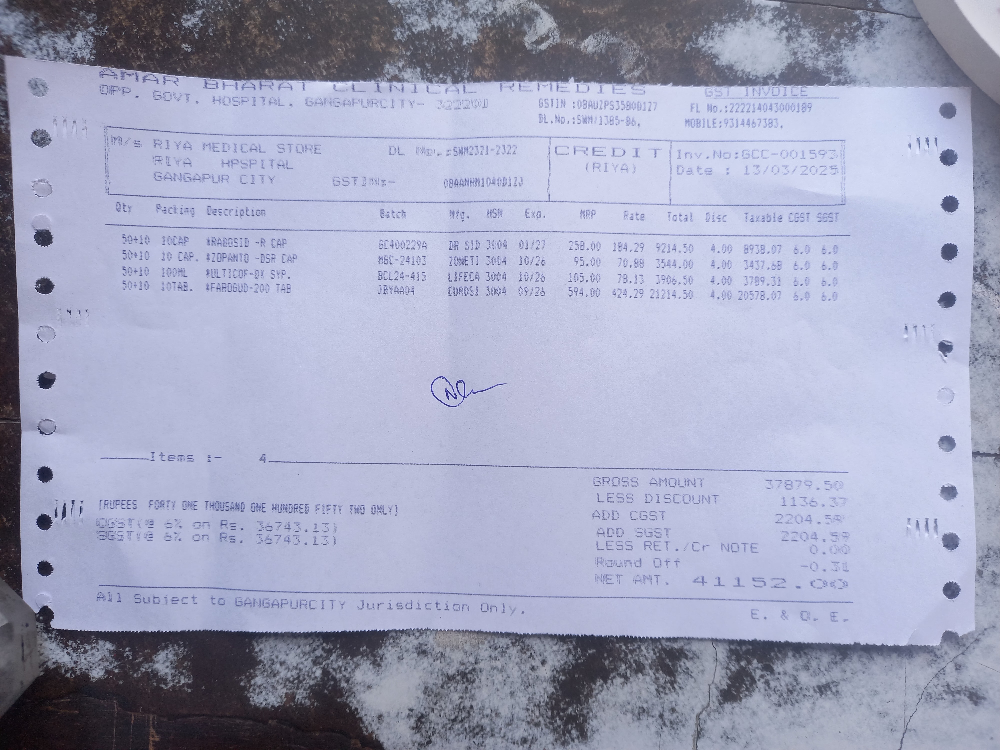 AMAR BHARAT CLINICAL REMEDIES
OPP. GOVT. HOSPITAL. GANGAPURCITY- 322201
GSTIN :08AUZPS3580Q1Z7
DL.No.:SWM/1385-86.
GST INVOICE
FL No.:222214043000189
MOBILE:9314467383.
M/s RIYA MEDICAL STORE
RIYA HPSPITAL
GANGAPUR CITY
DL :SWM2321-2322
GSTIN
CREDIT
(RIYA)
Inv.No:GCC-001593
Date : 13/03/2025
Qty Packing Description Batch Mfg. HSN Exp. MRP Rate Total Disc Taxable CGST SGST
50+10 10CAP *RABOSID -R CAP GC400229A DR SID 3004 01/27 258.00 184.29 9214.50 4.00 8938.07 6.0 6.0
50+10 10 CAP. *ZOPANTO -DSR CAP MBC-24103 ZONETI 3004 10/26 95.00 70.88 3544.00 4.00 3437.68 6.0 6.0
50+10 100ML *ULTICOF-DX SYP. BCL24-415 LIFECA 3004 10/26 105.00 78.13 3906.50 4.00 3789.31 6.0 6.0
50+10 10TAB. *FAROGUD-200 TAB 3004 09/26 594.00 424.29 21214.50 4.00 20578.07 6.0 6.0
Items :- 4
[RUPEES FORTY ONE THOUSAND ONE HUNDRED FIFTY TWO ONLY]
CGST(@ 6% on Rs. 36743.13)
SGST(@ 6% on Rs. 36743.13)
GROSS AMOUNT 37879.50
LESS DISCOUNT 1136.37
ADD CGST 2204.59
ADD SGST 2204.59
LESS RET./Cr NOTE 0.00
Round Off -0.31
NET AMT. 41152.00
All Subject to GANGAPURCITY Jurisdiction Only.
E. & O. E.